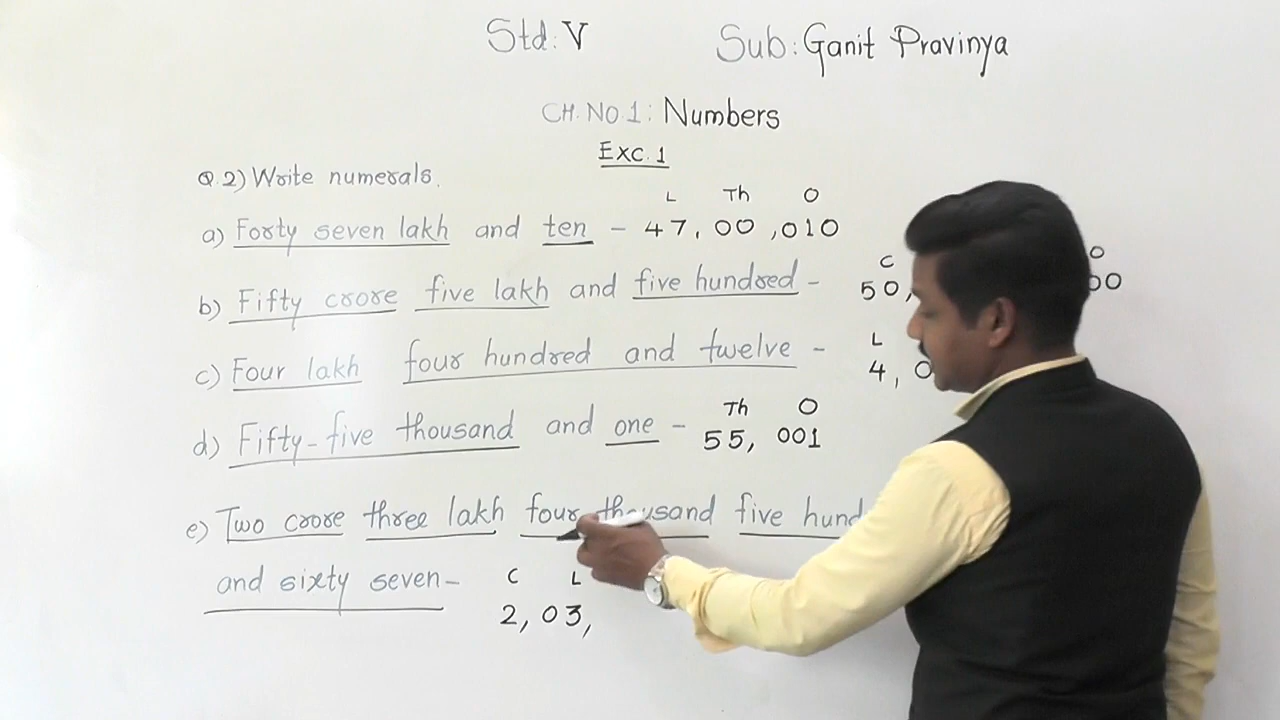 Std: V Sub: Ganit Pravinya
CH. NO. 1: Numbers
Exc. 1
Q. 2) Write numerals.
L Th O
a) Forty seven lakh and ten - 47, 00, 010
C O
b) Fifty crore five lakh and five hundred - 50, 00
L
c) Four lakh four hundred and twelve - 4, 0
Th O
d) Fifty-five thousand and one - 55, 001
e) Two crore three lakh four thousand five hund
and sixty seven-
C L
2, 03,